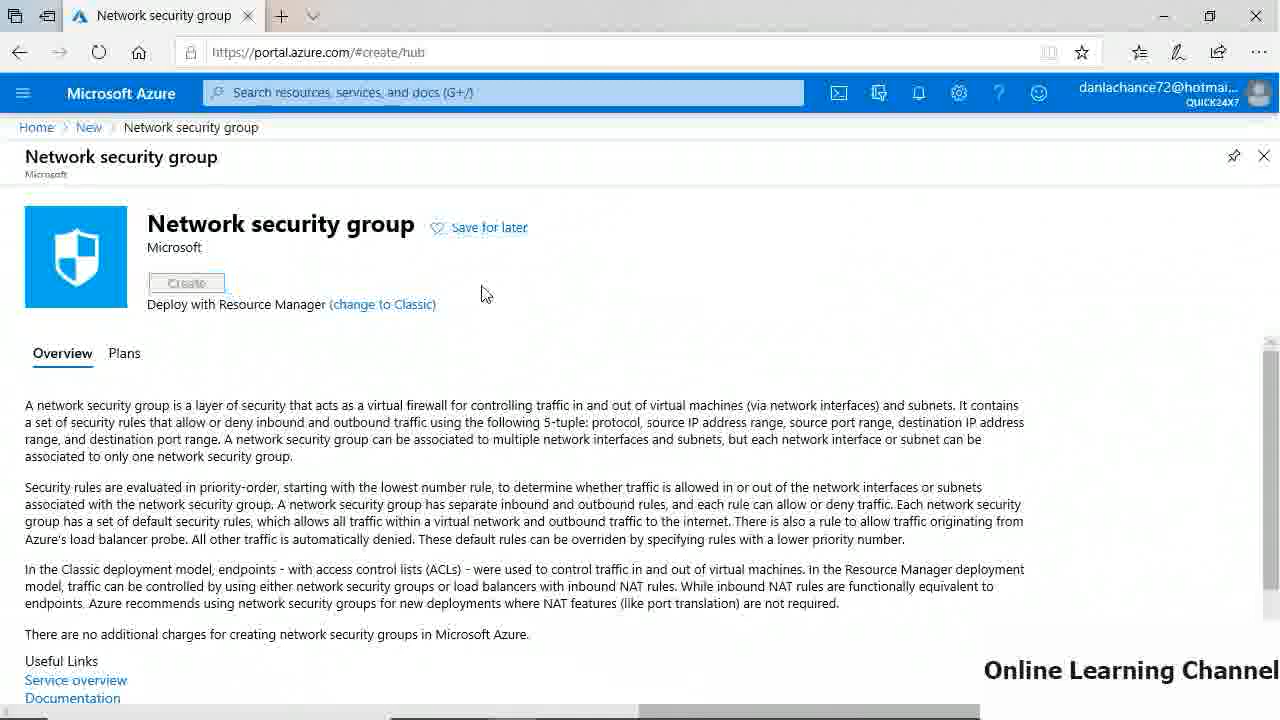 Network security group
https://portal.azure.com/#create/hub
Microsoft Azure
Search resources, services, and docs (G+/)
danlachance72@hotmai...
QUICK24X7
Home > New > Network security group
Network security group
Microsoft
Network security group
Save for later
Microsoft
Create
Deploy with Resource Manager (change to Classic)
Overview Plans
A network security group is a layer of security that acts as a virtual firewall for controlling traffic in and out of virtual machines (via network interfaces) and subnets. It contains
a set of security rules that allow or deny inbound and outbound traffic using the following 5-tuple: protocol, source IP address range, source port range, destination IP address
range, and destination port range. A network security group can be associated to multiple network interfaces and subnets, but each network interface or subnet can be
associated to only one network security group.
Security rules are evaluated in priority-order, starting with the lowest number rule, to determine whether traffic is allowed in or out of the network interfaces or subnets
associated with the network security group. A network security group has separate inbound and outbound rules, and each rule can allow or deny traffic. Each network security
group has a set of default security rules, which allows all traffic within a virtual network and outbound traffic to the internet. There is also a rule to allow traffic originating from
Azure's load balancer probe. All other traffic is automatically denied. These default rules can be overriden by specifying rules with a lower priority number.
In the Classic deployment model, endpoints - with access control lists (ACLs) - were used to control traffic in and out of virtual machines. In the Resource Manager deployment
model, traffic can be controlled by using either network security groups or load balancers with inbound NAT rules. While inbound NAT rules are functionally equivalent to
endpoints, Azure recommends using network security groups for new deployments where NAT features (like port translation) are not required.
There are no additional charges for creating network security groups in Microsoft Azure.
Useful Links
Service overview
Documentation
Online Learning Channel